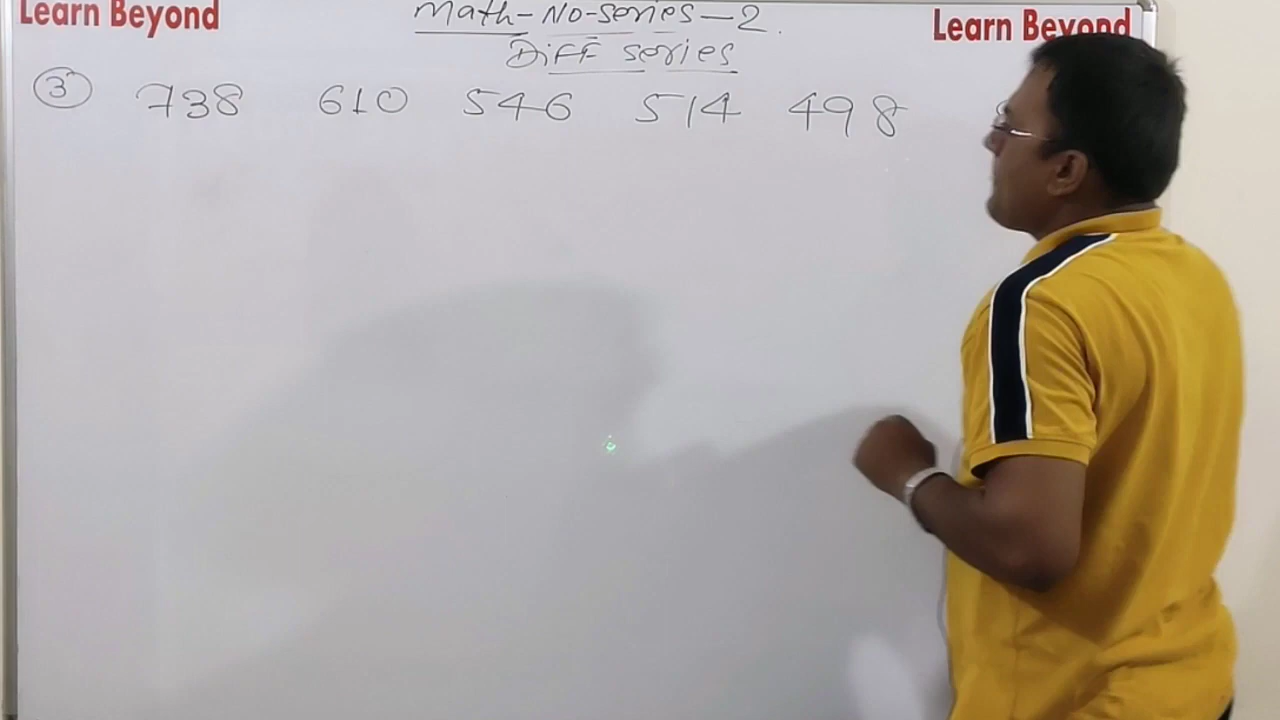 Learn Beyond
Math-No-series-2.
Learn Beyond
Diff series
3 738 610 546 514 498